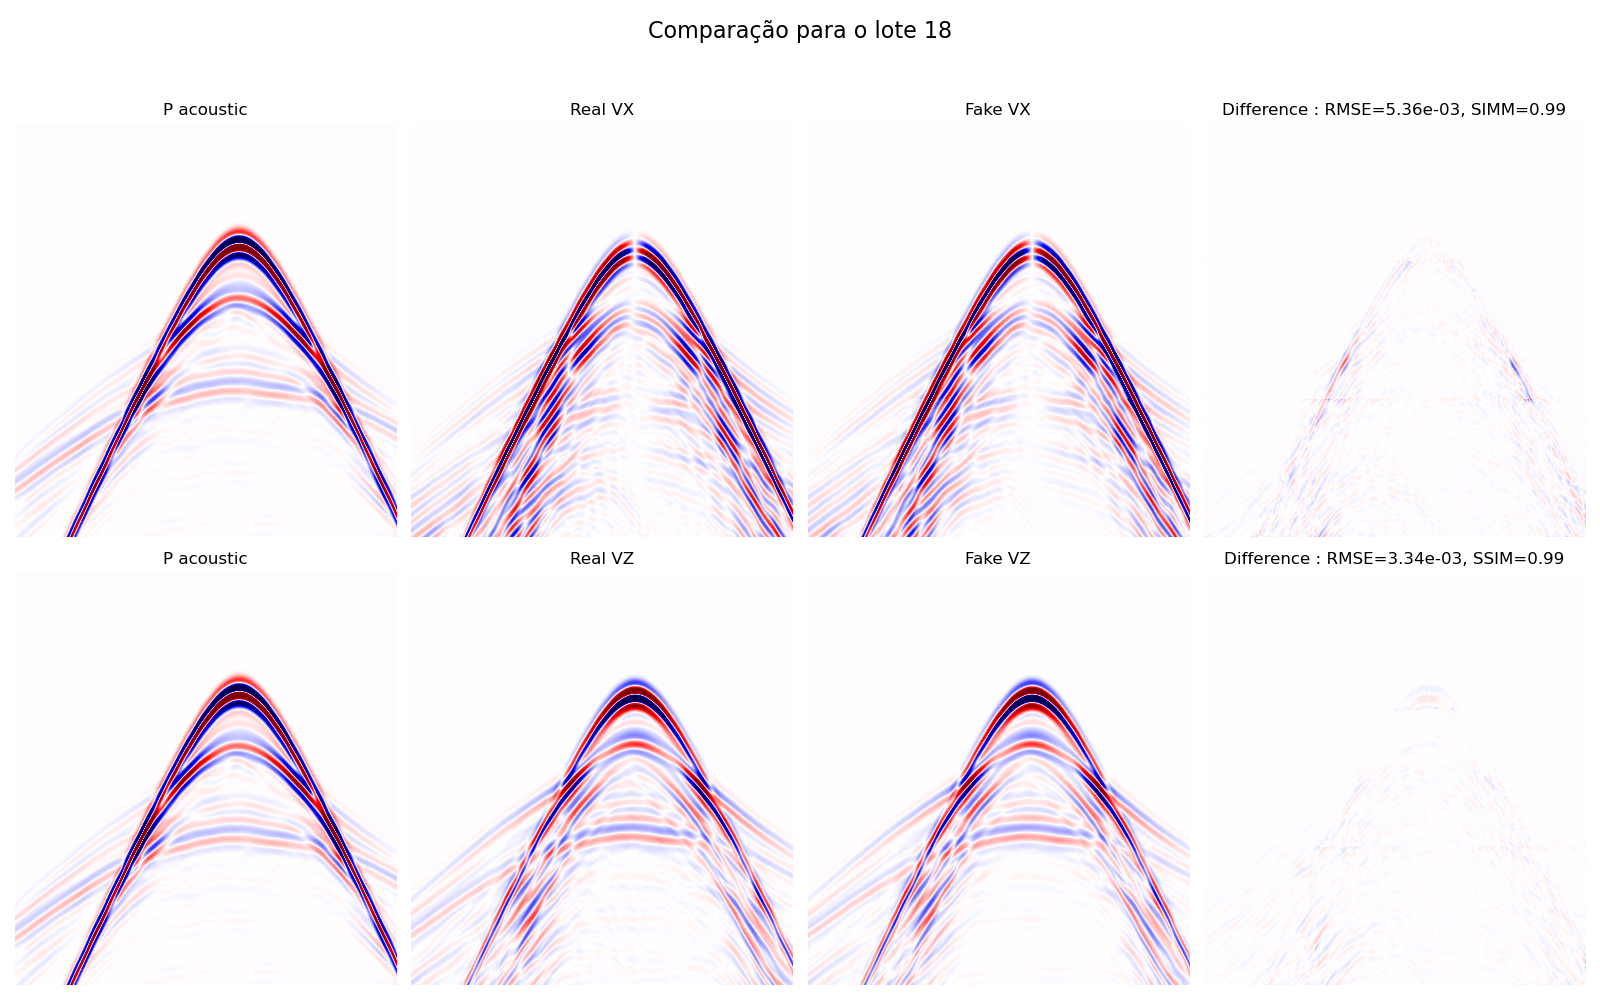 Comparação para o lote 18
P acoustic
Real VX
Fake VX
Difference : RMSE=5.36e-03, SIMM=0.99
P acoustic
Real VZ
Fake VZ
Difference : RMSE=3.34e-03, SSIM=0.99